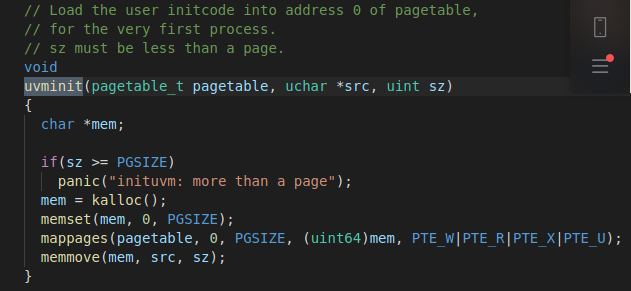 // Load the user initcode into address 0 of pagetable,
// for the very first process.
// sz must be less than a page.
void
uvminit(pagetable_t pagetable, uchar *src, uint sz)
{
  char *mem;

  if(sz >= PGSIZE)
    panic("inituvm: more than a page");
  mem = kalloc();
  memset(mem, 0, PGSIZE);
  mappages(pagetable, 0, PGSIZE, (uint64)mem, PTE_W|PTE_R|PTE_X|PTE_U);
  memmove(mem, src, sz);
}